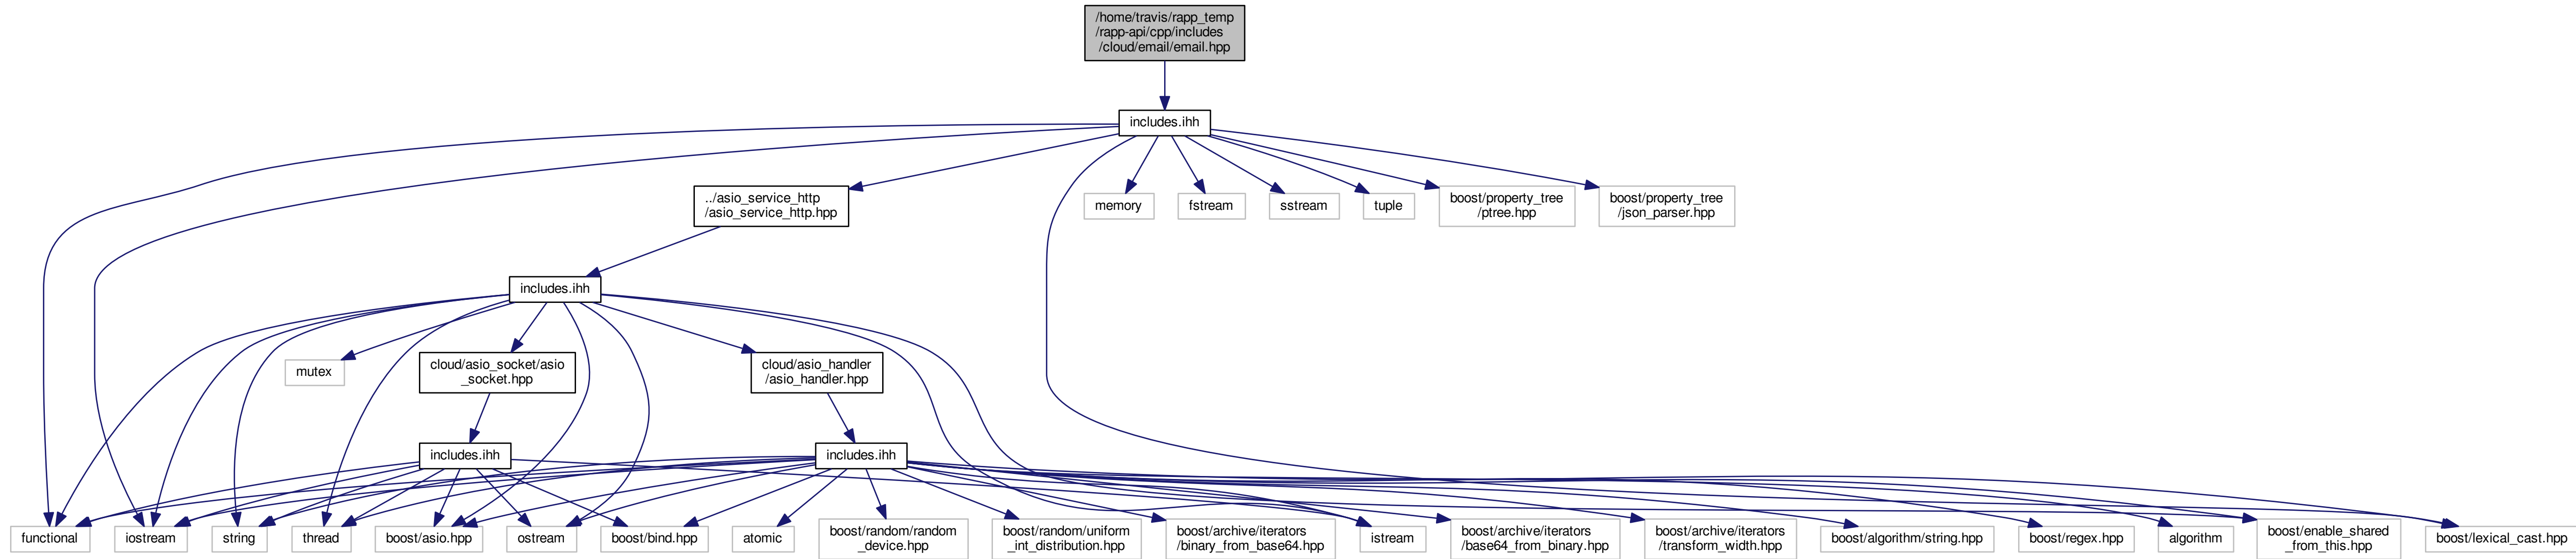 /home/travis/rapp_temp
/rapp-api/cpp/includes
/cloud/email/email.hpp
includes.ihh
../asio_service_http
/asio_service_http.hpp
memory
fstream
sstream
tuple
boost/property_tree
/ptree.hpp
boost/property_tree
/json_parser.hpp
includes.ihh
mutex
cloud/asio_socket/asio
_socket.hpp
cloud/asio_handler
/asio_handler.hpp
includes.ihh
includes.ihh
functional
iostream
string
thread
boost/asio.hpp
ostream
boost/bind.hpp
atomic
boost/random/random
_device.hpp
boost/random/uniform
_int_distribution.hpp
boost/archive/iterators
/binary_from_base64.hpp
istream
boost/archive/iterators
/base64_from_binary.hpp
boost/archive/iterators
/transform_width.hpp
boost/algorithm/string.hpp
boost/regex.hpp
algorithm
boost/enable_shared
_from_this.hpp
boost/lexical_cast.hpp